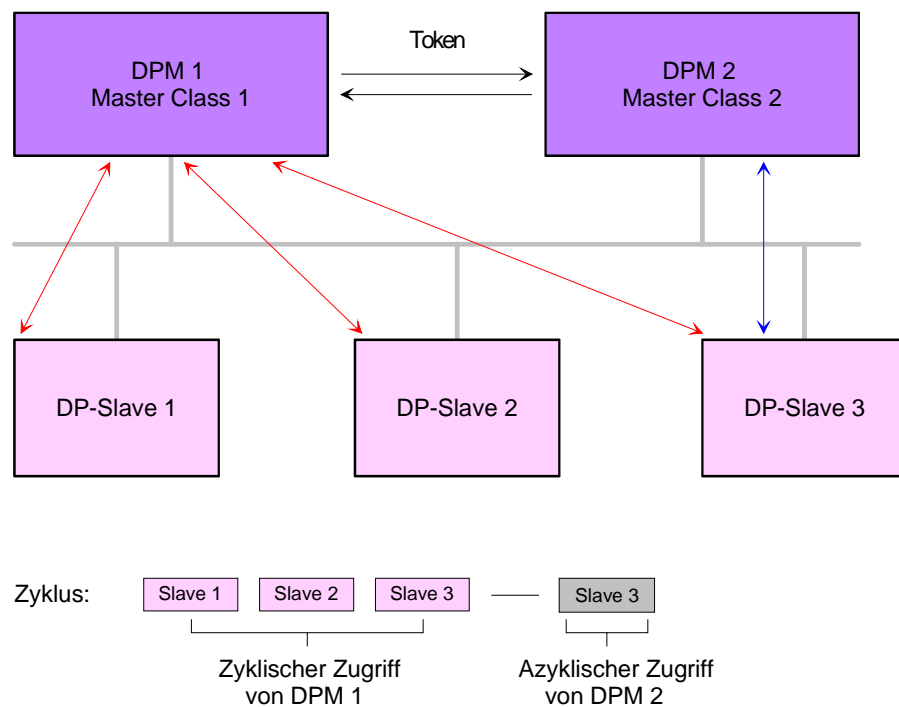 Token
DPM 1
Master Class 1
DPM 2
Master Class 2
DP-Slave 1
DP-Slave 2
DP-Slave 3
Zyklus:
Slave 1
Slave 2
Slave 3
Slave 3
Zyklischer Zugriff
von DPM 1
Azyklischer Zugriff
von DPM 2